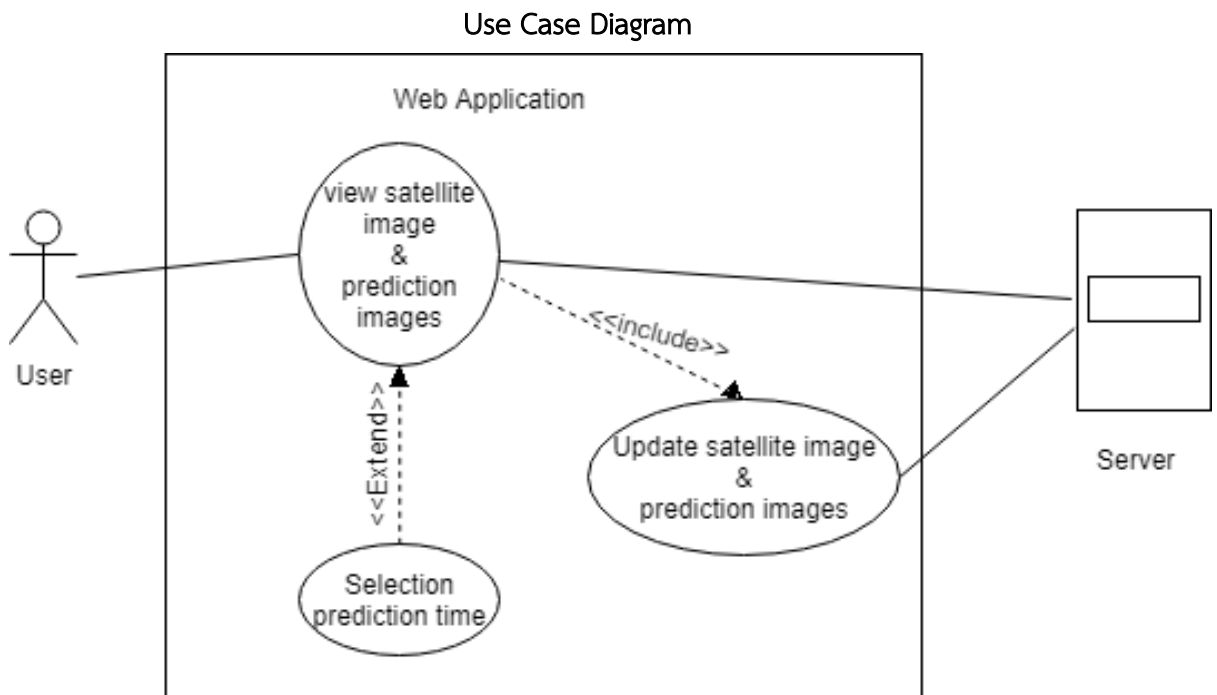 Use Case Diagram
Web Application
view satellite
image
&
prediction
images
User
<<include>>
<<Extend>>
Update satellite image
&
prediction images
Server
Selection
prediction time